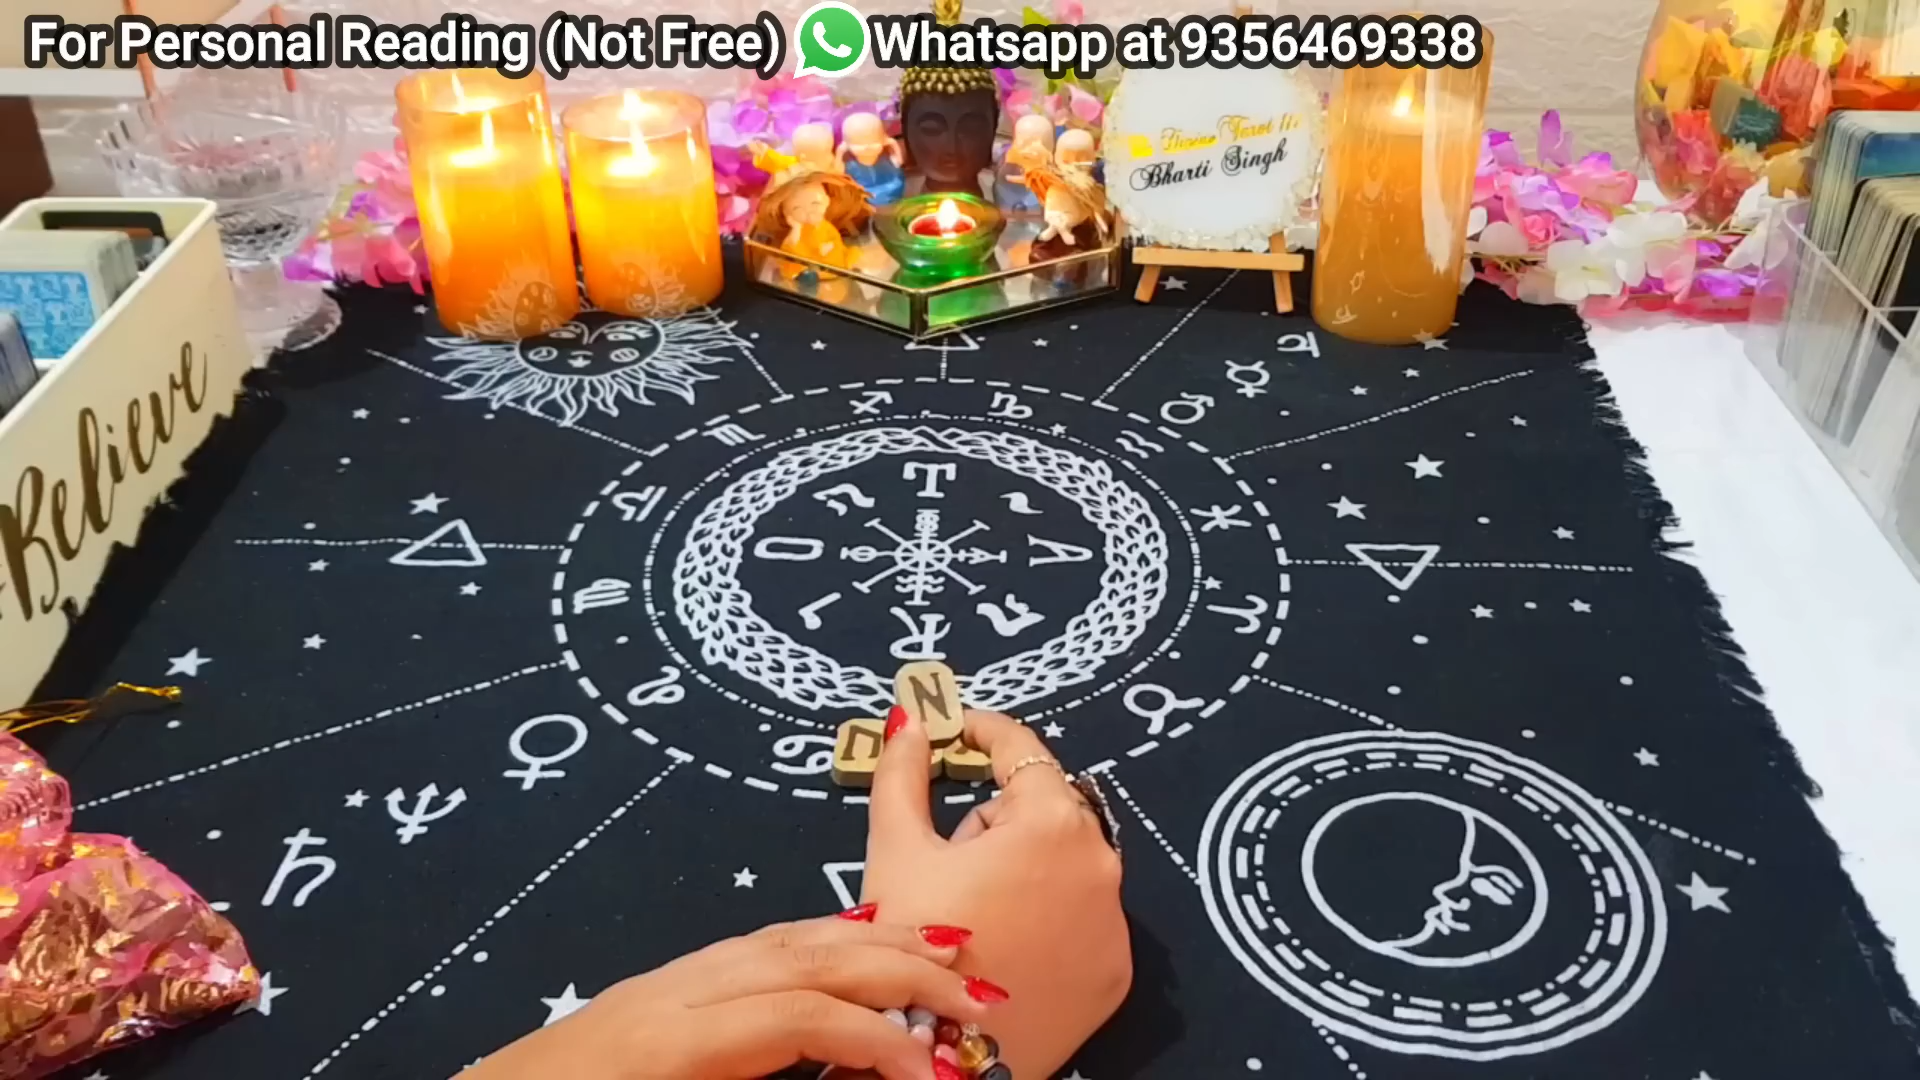 For Personal Reading (Not Free) Whatsapp at 9356469338
Tarot
Bharti Singh
#Believe
T
A
R
O
N